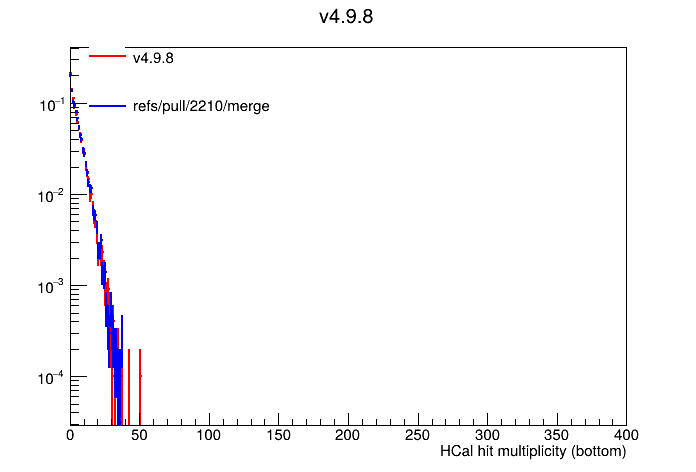 v4.9.8
v4.9.8
refs/pull/2210/merge
10⁻¹
10⁻²
10⁻³
10⁻⁴
0 50 100 150 200 250 300 350 400
HCal hit multiplicity (bottom)